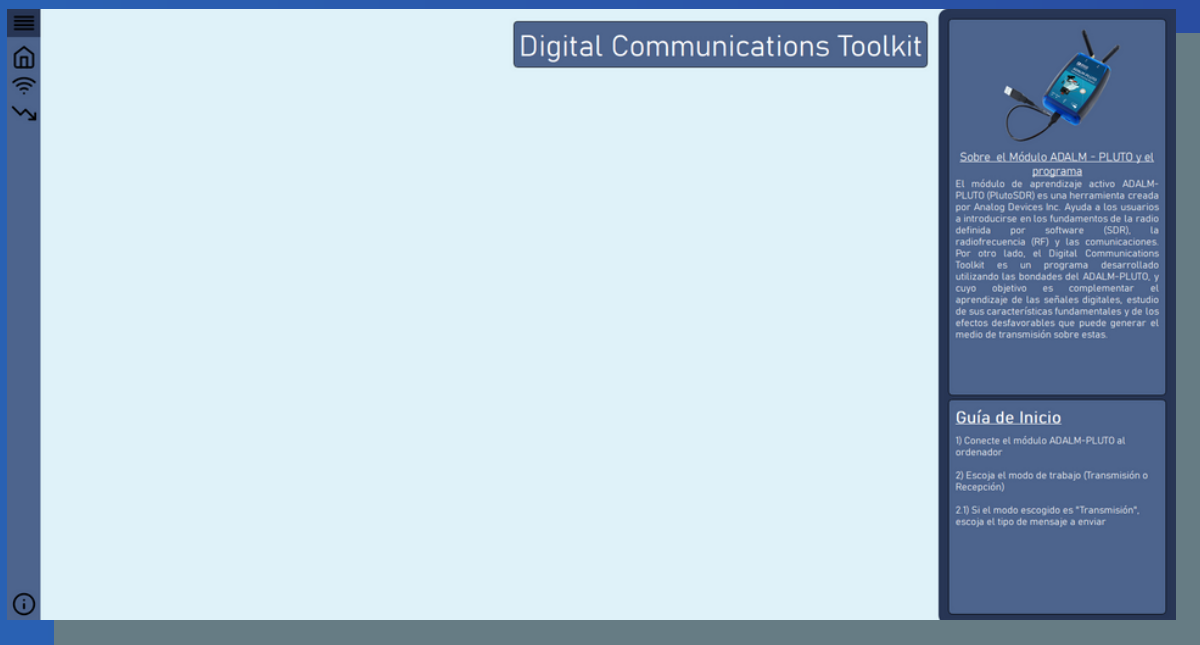 Digital Communications Toolkit
Sobre el Módulo ADALM - PLUTO y el
programa
El módulo de aprendizaje activo ADALM-
PLUTO (PlutoSDR) es una herramienta creada
por Analog Devices Inc. Ayuda a los usuarios
a introducirse en los fundamentos de la radio
definida por software (SDR), la
radiofrecuencia (RF) y las comunicaciones.
Por otro lado, el Digital Communications
Toolkit es un programa desarrollado
utilizando las bondades del ADALM-PLUTO, y
cuyo objetivo es complementar el
aprendizaje de las señales digitales, estudio
de sus características fundamentales y de los
efectos desfavorables que puede generar el
medio de transmisión sobre estas.
Guía de Inicio
1) Conecte el módulo ADALM-PLUTO al
ordenador
2) Escoja el modo de trabajo (Transmisión o
Recepción)
2.1) Si el modo escogido es "Transmisión",
escoja el tipo de mensaje a enviar